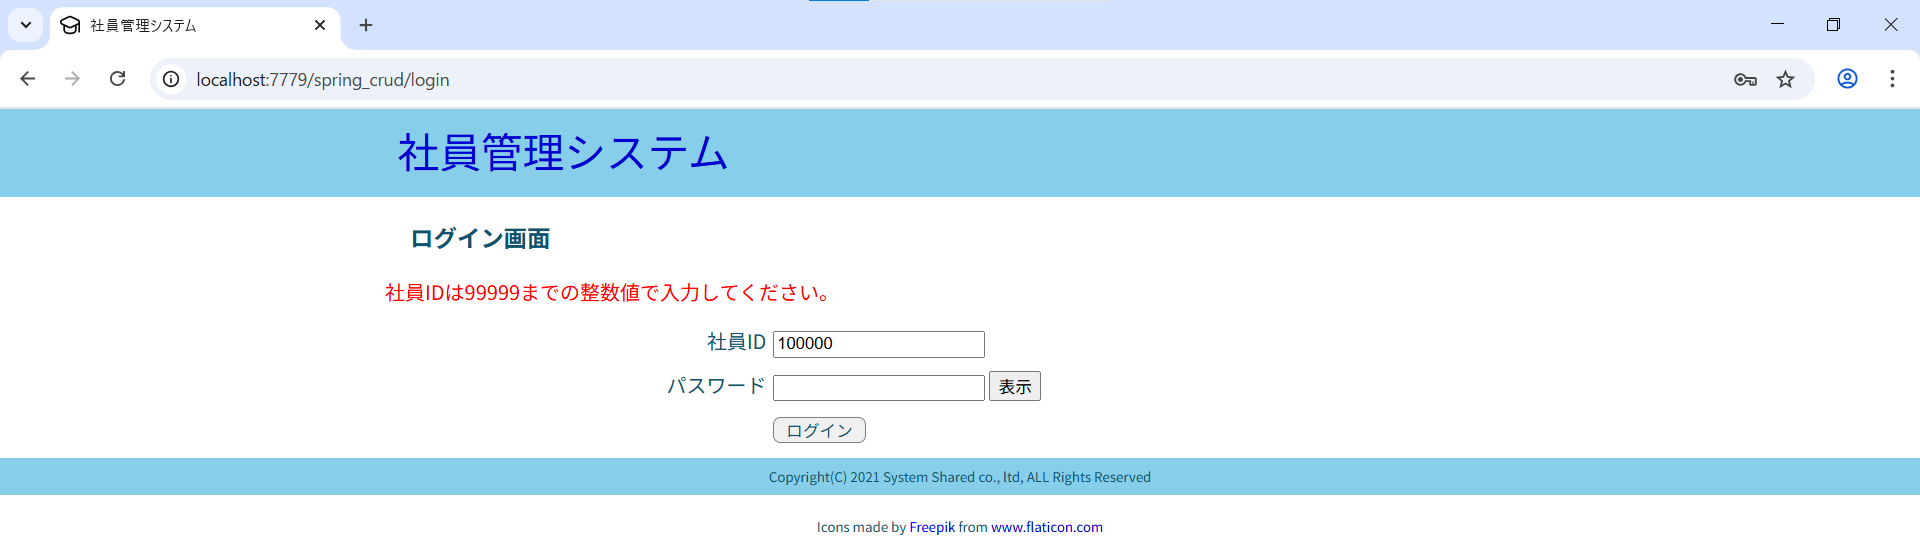 社員管理システム
localhost:7779/spring_crud/login
社員管理システム
ログイン画面
社員IDは99999までの整数値で入力してください。
社員ID 100000
パスワード 表示
ログイン
Copyright(C) 2021 System Shared co., ltd, ALL Rights Reserved
Icons made by Freepik from www.flaticon.com